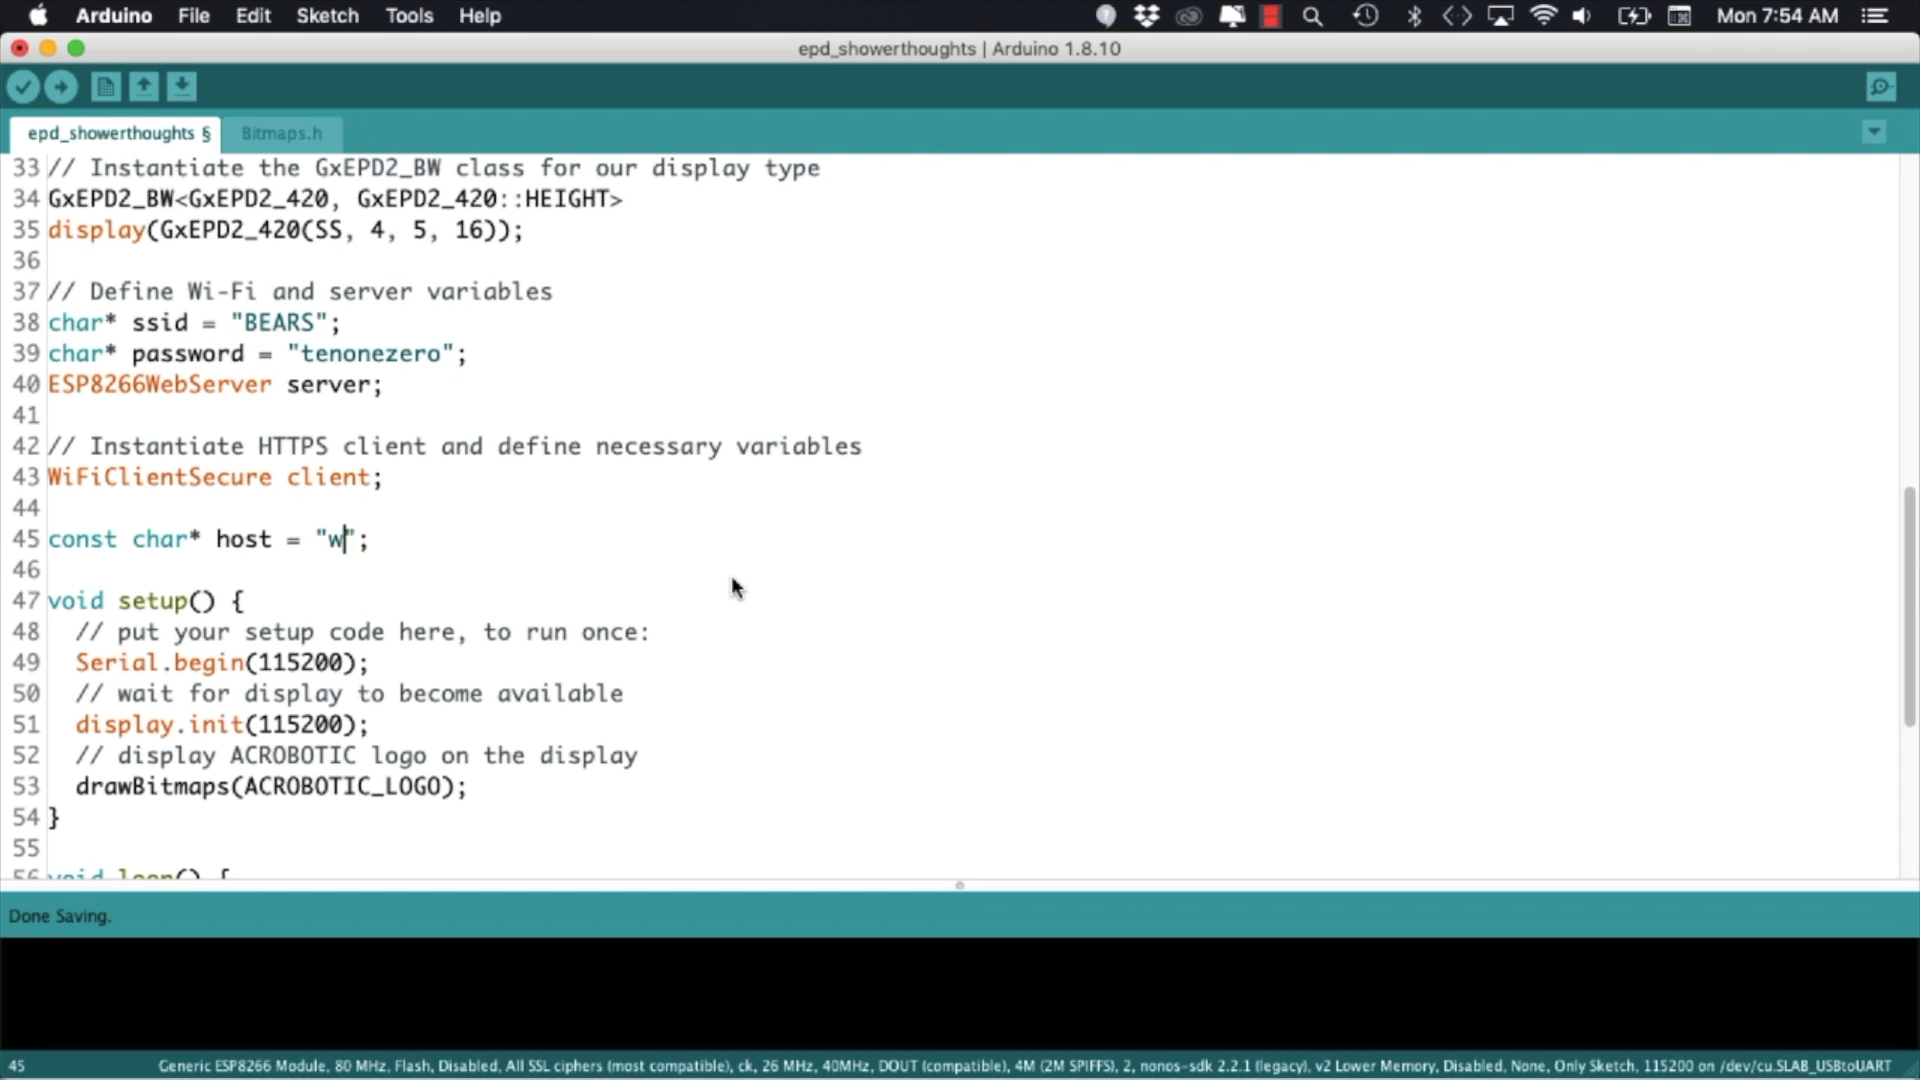 Arduino File Edit Sketch Tools Help Mon 7:54 AM
epd_showerthoughts | Arduino 1.8.10
epd_showerthoughts § Bitmaps.h
33 // Instantiate the GxEPD2_BW class for our display type
34 GxEPD2_BW<GxEPD2_420, GxEPD2_420::HEIGHT>
35 display(GxEPD2_420(SS, 4, 5, 16));
36
37 // Define Wi-Fi and server variables
38 char* ssid = "BEARS";
39 char* password = "tenonezero";
40 ESP8266WebServer server;
41
42 // Instantiate HTTPS client and define necessary variables
43 WiFiClientSecure client;
44
45 const char* host = "w";
46
47 void setup() {
48 // put your setup code here, to run once:
49 Serial.begin(115200);
50 // wait for display to become available
51 display.init(115200);
52 // display ACROBOTIC logo on the display
53 drawBitmaps(ACROBOTIC_LOGO);
54 }
55
56 void loop() {
Done Saving.
45 Generic ESP8266 Module, 80 MHz, Flash, Disabled, All SSL ciphers (most compatible), ck, 26 MHz, 40MHz, DOUT (compatible), 4M (2M SPIFFS), 2, nonos-sdk 2.2.1 (legacy), v2 Lower Memory, Disabled, None, Only Sketch, 115200 on /dev/cu.SLAB_USBtoUART